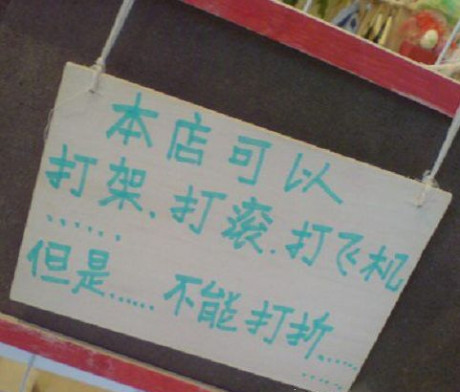 本店可以
打架、打滚、打飞机
……
但是……不能打折……
……